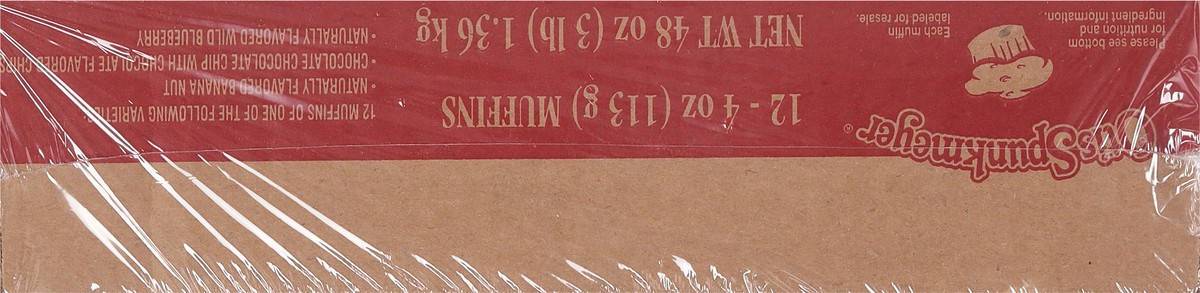 Otis Spunkmeyer®
Please see bottom
for nutrition and
ingredient information.
Each muffin
labeled for resale.
12 - 4 oz (113 g) MUFFINS
NET WT 48 oz (3 lb) 1.36 kg
12 MUFFINS OF ONE OF THE FOLLOWING
• NATURALLY FLAVORED BANANA NUT
• CHOCOLATE CHOCOLATE CHIP WITH CHOCOLATE FLAVORED CHIPS
• NATURALLY FLAVORED WILD BLUEBERRY